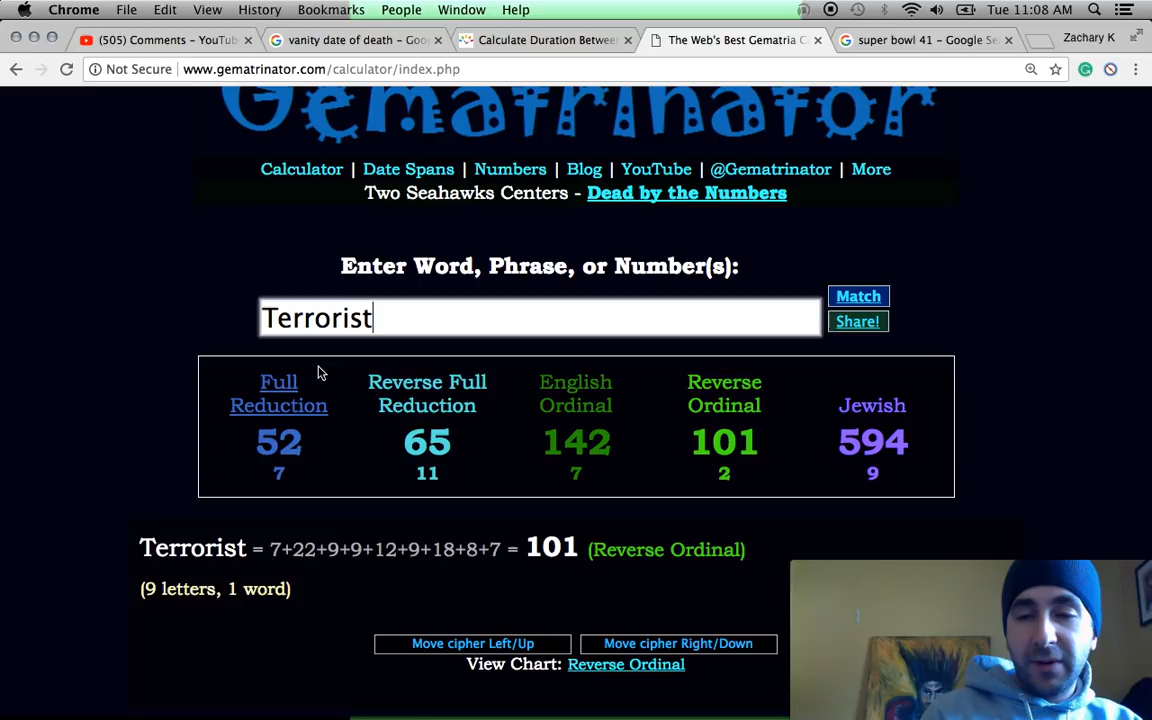 Chrome File Edit View History Bookmarks People Window Help Tue 11:08 AM
(505) Comments - YouTub × vanity date of death - Goo × Calculate Duration Betwee × The Web's Best Gematria C × super bowl 41 - Google Se × Zachary K
Not Secure www.gematrinator.com/calculator/index.php
Gematrinator
Calculator | Date Spans | Numbers | Blog | YouTube | @Gematrinator | More
Two Seahawks Centers - Dead by the Numbers
Enter Word, Phrase, or Number(s):
Terrorist
Match
Share!
Full Reduction Reverse Full Reduction English Ordinal Reverse Ordinal Jewish
52 65 142 101 594
7 11 7 2 9
Terrorist = 7+22+9+9+12+9+18+8+7 = 101 (Reverse Ordinal)
(9 letters, 1 word)
Move cipher Left/Up Move cipher Right/Down
View Chart: Reverse Ordinal